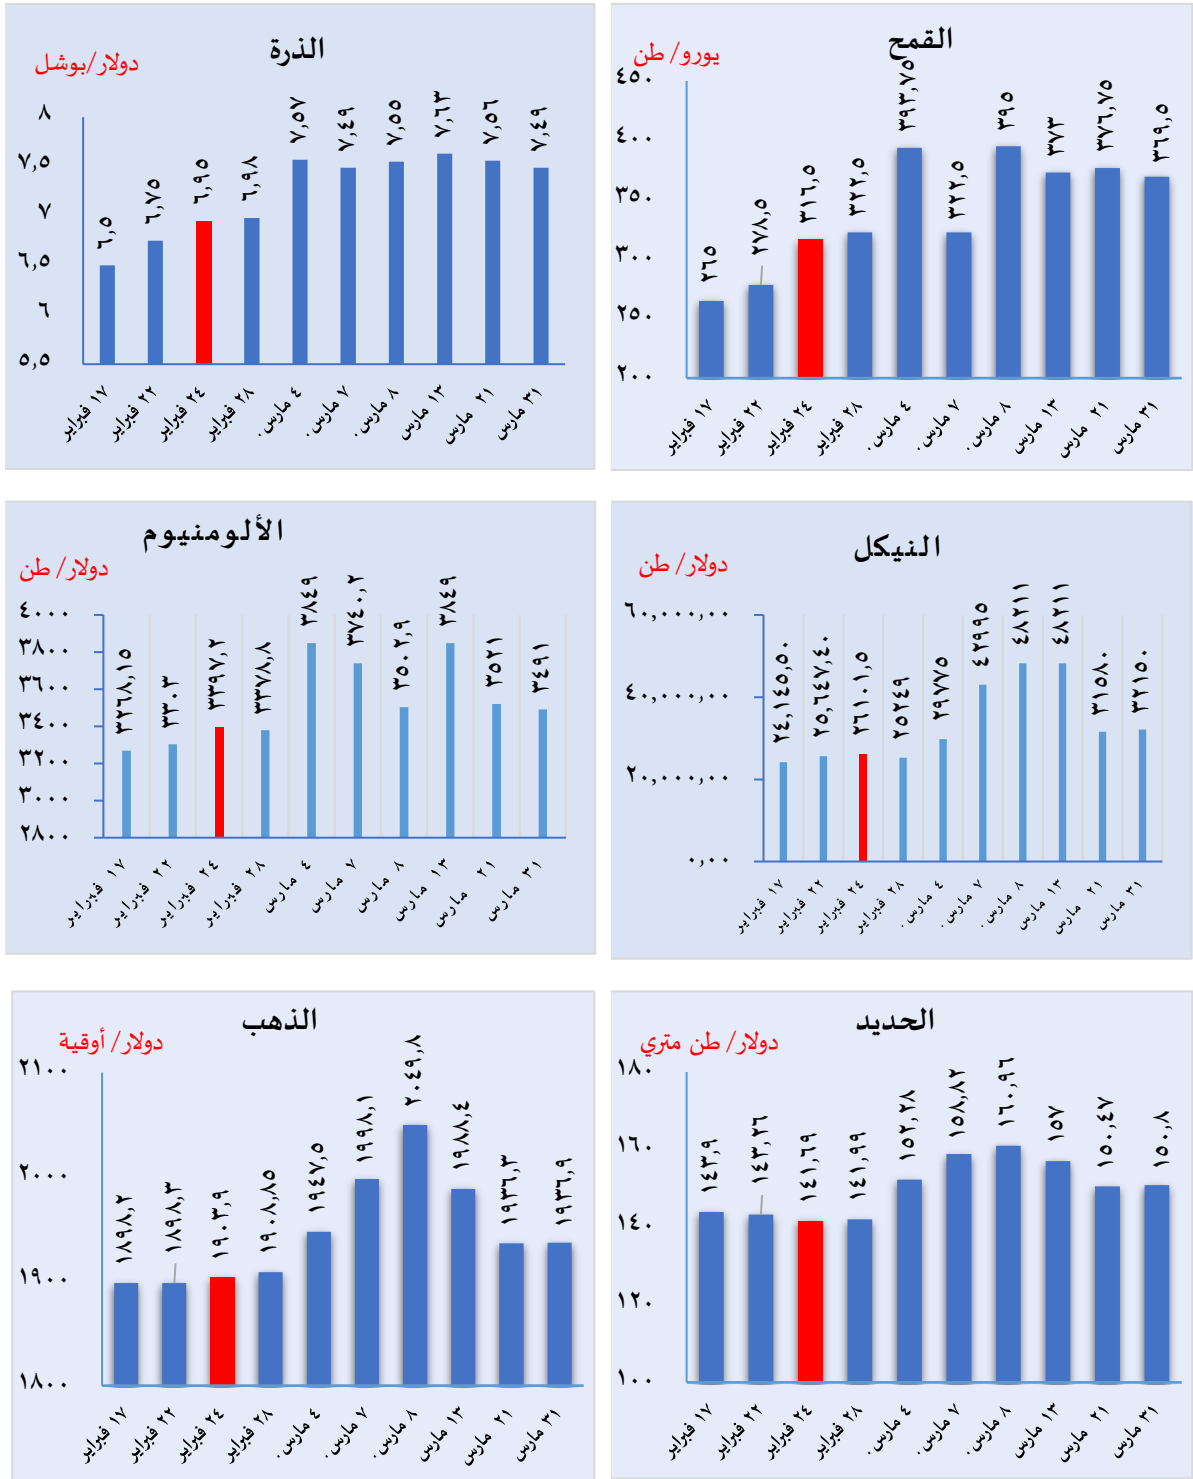 القمح
يورو/ طن
٤٥٠
٤٠٠
٣٥٠
٣٠٠
٢٥٠
٢٠٠
٢٦٥
٢٧٨,٥
٣١٦,٥
٣٢٢,٥
٣٩٣,٧٥
٣٢٢,٥
٣٩٥
٣٧٣
٣٧٦,٧٥
٣٦٩,٥
١٧ فبراير
٢٢ فبراير
٢٤ فبراير
٢٨ فبراير
٤ مارس.
٧ مارس.
٨ مارس.
١٣ مارس
٢١ مارس
٣١ مارس
الذرة
دولار/بوشل
٨
٧,٥
٧
٦,٥
٦
٥,٥
٦,٥
٦,٧٥
٦,٩٥
٦,٩٨
٧,٥٧
٧,٤٩
٧,٥٥
٧,٦٣
٧,٥٦
٧,٤٩
١٧ فبراير
٢٢ فبراير
٢٤ فبراير
٢٨ فبراير
٤ مارس.
٧ مارس.
٨ مارس.
١٣ مارس
٢١ مارس
٣١ مارس
النيكل
دولار/ طن
٦٠,٠٠٠,٠٠
٤٠,٠٠٠,٠٠
٢٠,٠٠٠,٠٠
٠,٠٠
٢٤,١٤٥,٥٠
٢٥,٦٤٧,٤٠
٢٦١٠١,٥
٢٥٢٤٩
٢٩٧٧٥
٤٢٩٩٥
٤٨٢١١
٤٨٢١١
٣١٥٨٠
٣٢١٥٠
١٧ فبراير
٢٢ فبراير
٢٤ فبراير
٢٨ فبراير
٤ مارس.
٧ مارس.
٨ مارس.
١٣ مارس
٢١ مارس
٣١ مارس
الألومنيوم
دولار/ طن
٤٠٠٠
٣٨٠٠
٣٦٠٠
٣٤٠٠
٣٢٠٠
٣٠٠٠
٢٨٠٠
٣٢٦٨,١٥
٣٣٠٣
٣٣٩٧,٢
٣٣٧٨,٨
٣٨٤٩
٣٧٤٠,٢
٣٥٠٢,٩
٣٨٤٩
٣٥٢١
٣٤٩١
١٧ فبراير
٢٢ فبراير
٢٤ فبراير
٢٨ فبراير
٤ مارس
٧ مارس
٨ مارس
١٣ مارس
٢١ مارس
٣١ مارس
الحديد
دولار/ طن متري
١٨٠
١٦٠
١٤٠
١٢٠
١٠٠
١٤٣,٩
١٤٣,٢٦
١٤١,٦٩
١٤١,٩٩
١٥٢,٢٨
١٥٨,٨٢
١٦٠,٩٦
١٥٧
١٥٠,٤٧
١٥٠,٨
١٧ فبراير
٢٢ فبراير
٢٤ فبراير
٢٨ فبراير
٤ مارس.
٧ مارس.
٨ مارس.
١٣ مارس
٢١ مارس
٣١ مارس
الذهب
دولار/ أوقية
٢١٠٠
٢٠٠٠
١٩٠٠
١٨٠٠
١٨٩٨,٢
١٨٩٨,٣
١٩٠٣,٩
١٩٠٨,٨٥
١٩٤٧,٥
١٩٩٨,١
٢٠٤٩,٨
١٩٨٨,٤
١٩٣٦,٣
١٩٣٦,٩
١٧ فبراير
٢٢ فبراير
٢٤ فبراير
٢٨ فبراير
٤ مارس.
٧ مارس.
٨ مارس.
١٣ مارس
٢١ مارس
٣١ مارس